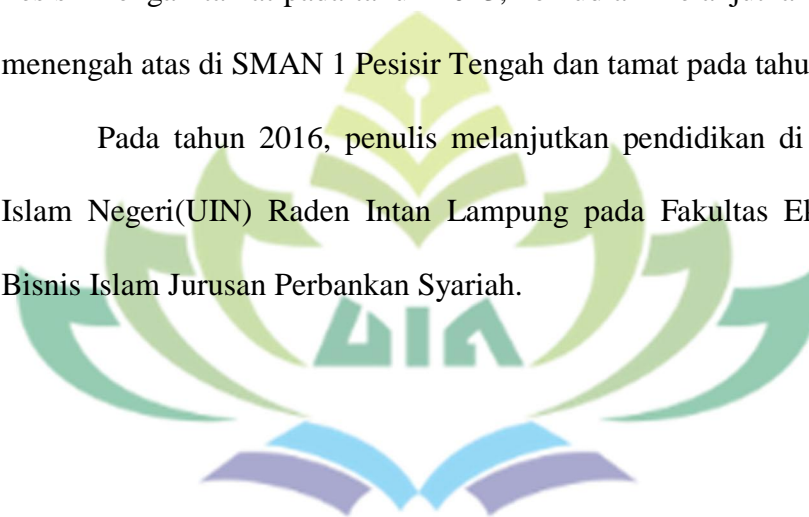 menengah atas di SMAN 1 Pesisir Tengah dan tamat pada
Pada tahun 2016, penulis melanjutkan pendidikan di
Islam Negeri(UIN) Raden Intan Lampung pada Fakultas
Bisnis Islam Jurusan Perbankan Syariah.
UIN